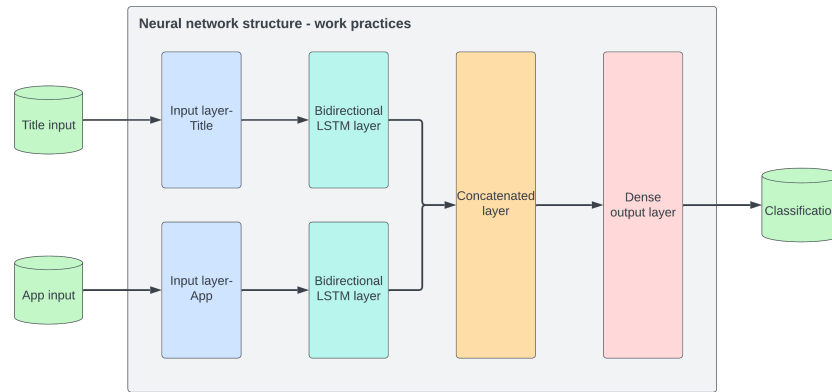 Neural network structure - work practices
Title input
Input layer-
Title
Bidirectional
LSTM layer
App input
Input layer-
App
Bidirectional
LSTM layer
Concatenated
layer
Dense
output layer
Classificatio